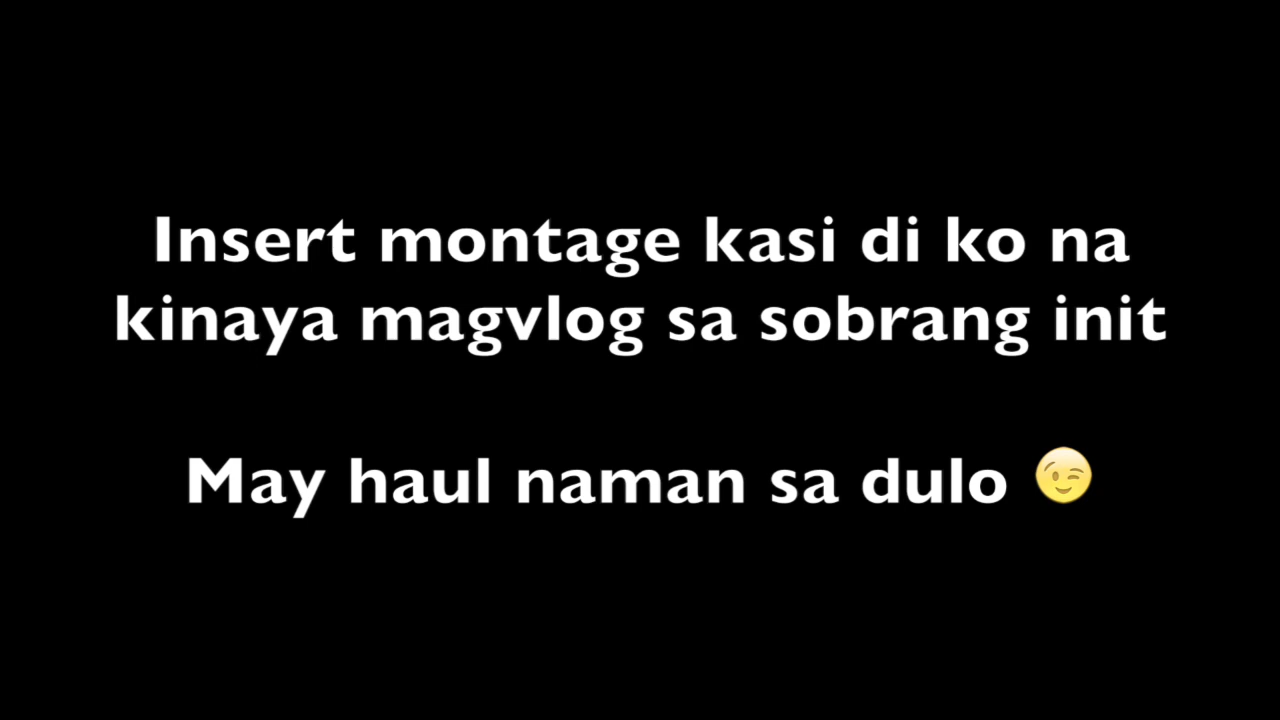 Insert montage kasi di ko na
kinaya magvlog sa sobrang init
May haul naman sa dulo 😉